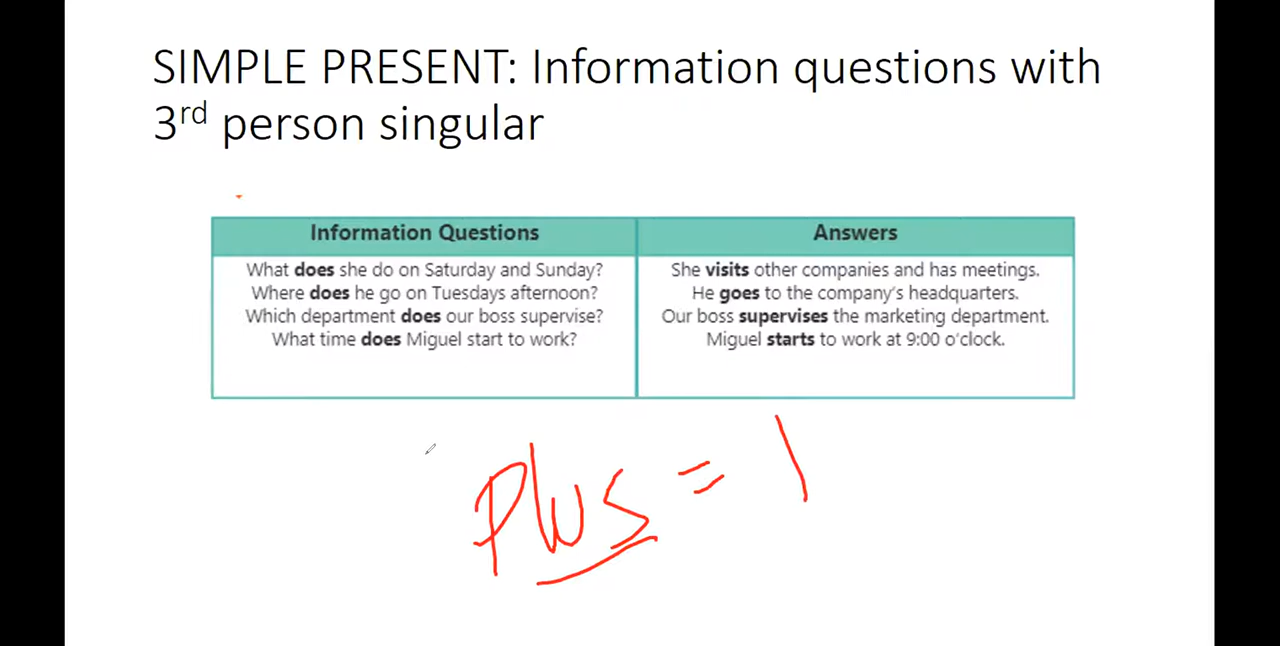 SIMPLE PRESENT: Information questions with
3rd person singular
Information Questions
Answers
What does she do on Saturday and Sunday?
She visits other companies and has meetings.
Where does he go on Tuesdays afternoon?
He goes to the company's headquarters.
Which department does our boss supervise?
Our boss supervises the marketing department.
What time does Miguel start to work?
Miguel starts to work at 9:00 o'clock.
Plus = 1